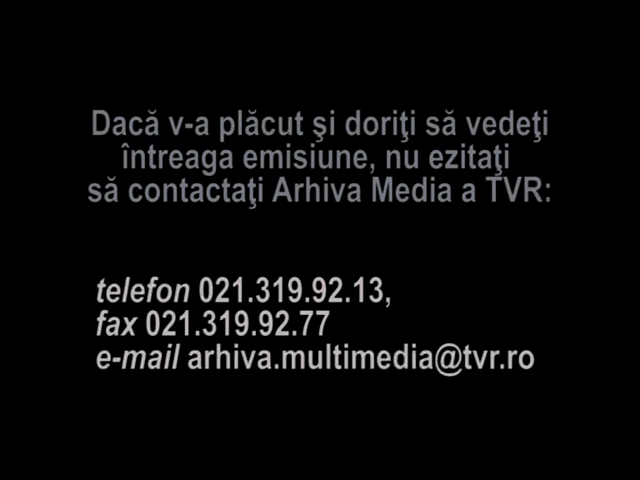 Dacă v-a plăcut şi doriţi să vedeţi
întreaga emisiune, nu ezitaţi
să contactaţi Arhiva Media a TVR:
telefon 021.319.92.13,
fax 021.319.92.77
e-mail arhiva.multimedia@tvr.ro